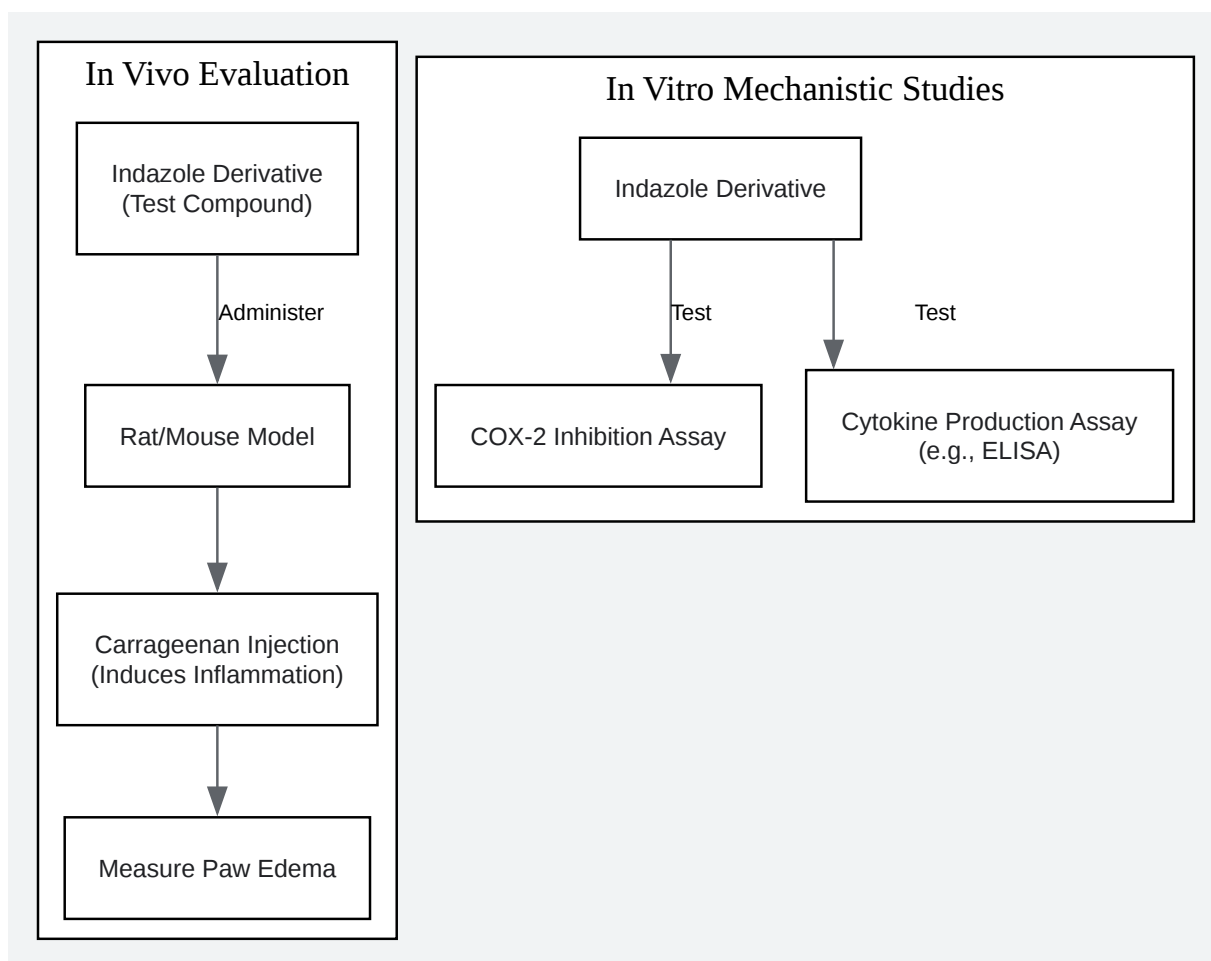 In Vivo Evaluation
Indazole Derivative
(Test Compound)
Administer
Rat/Mouse Model
Carrageenan Injection
(Induces Inflammation)
Measure Paw Edema
In Vitro Mechanistic Studies
Indazole Derivative
Test
Test
COX-2 Inhibition Assay
Cytokine Production Assay
(e.g., ELISA)